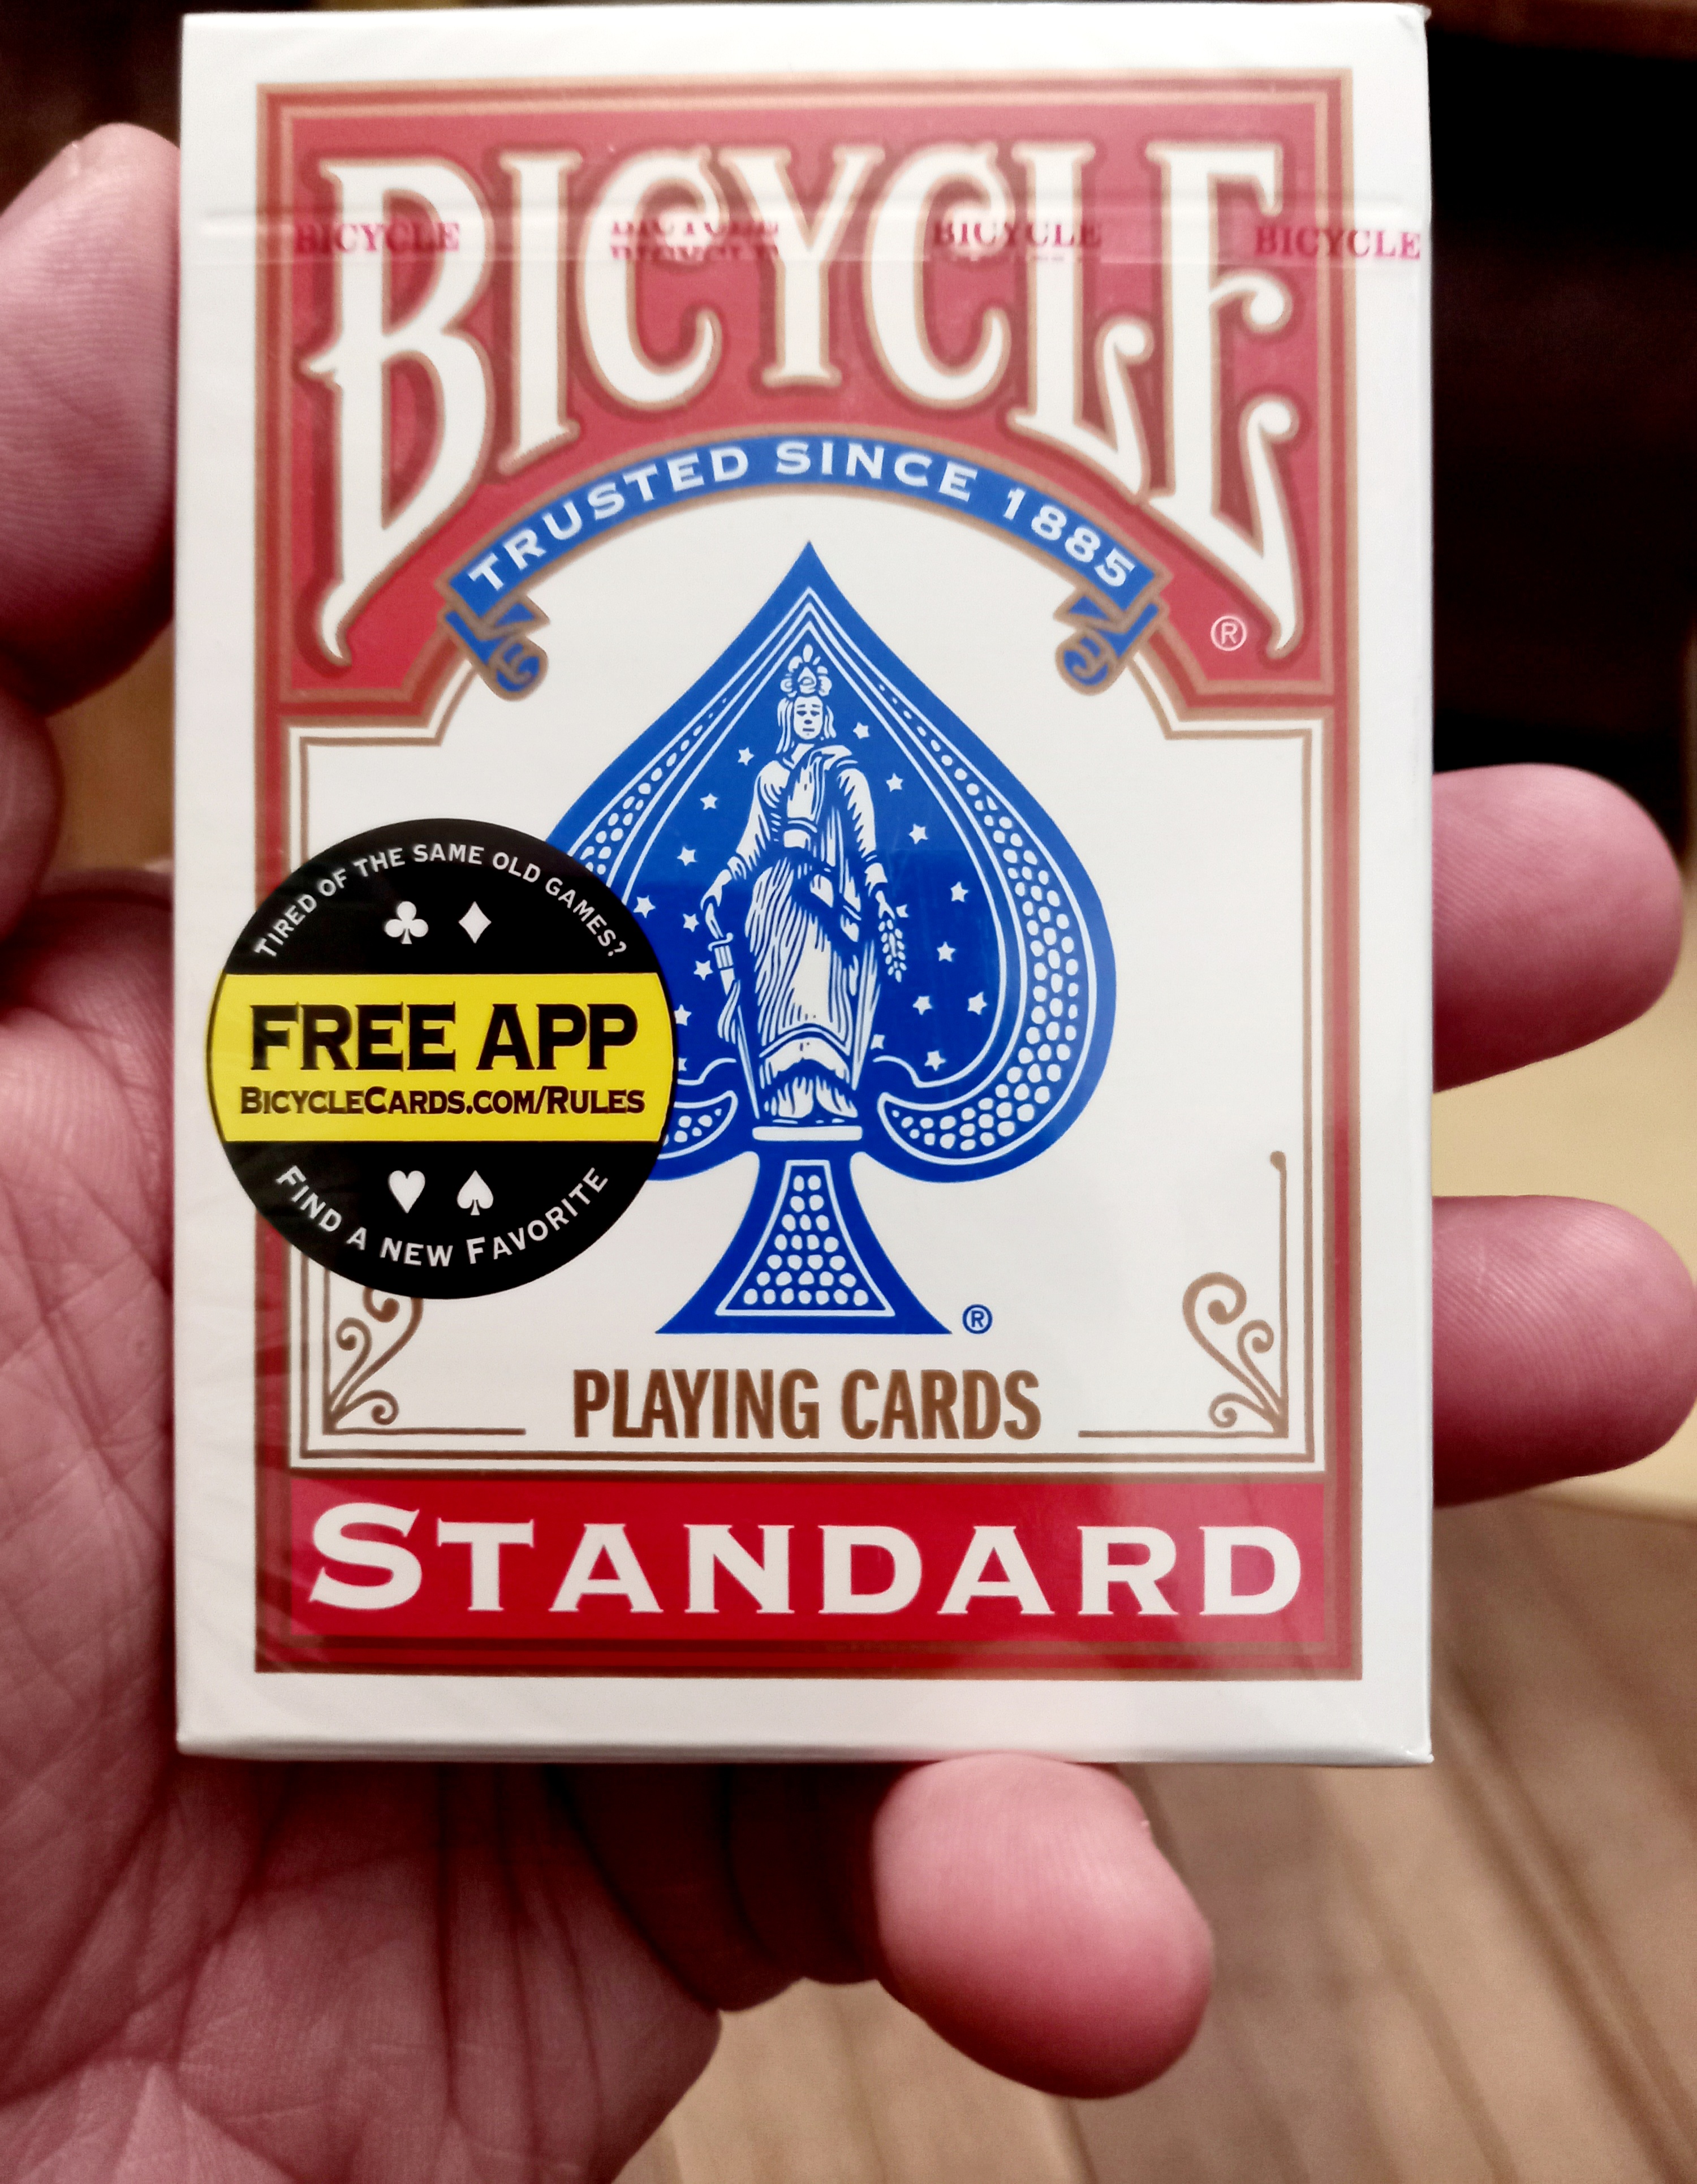 BICYCLE
BICYCLE BICYCLE BICYCLE BICYCLE
TRUSTED SINCE 1885
®
TIRED OF THE SAME OLD GAMES?
FREE APP
BICYCLECARDS.COM/RULES
FIND A NEW FAVORITE
®
PLAYING CARDS
STANDARD